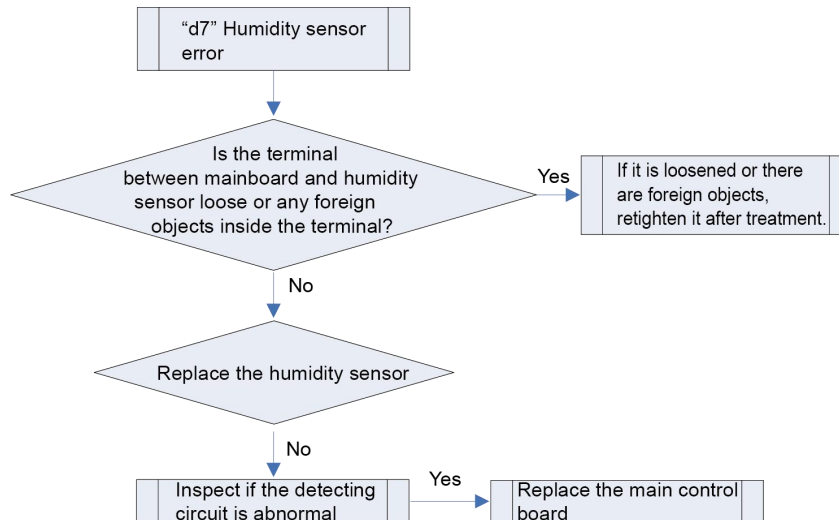 “d7” Humidity sensor
error
Is the terminal
between mainboard and humidity
sensor loose or any foreign
objects inside the terminal?
Yes
If it is loosened or there
are foreign objects,
retighten it after treatment.
No
Replace the humidity sensor
No
Inspect if the detecting
circuit is abnormal
Yes
Replace the main control
board